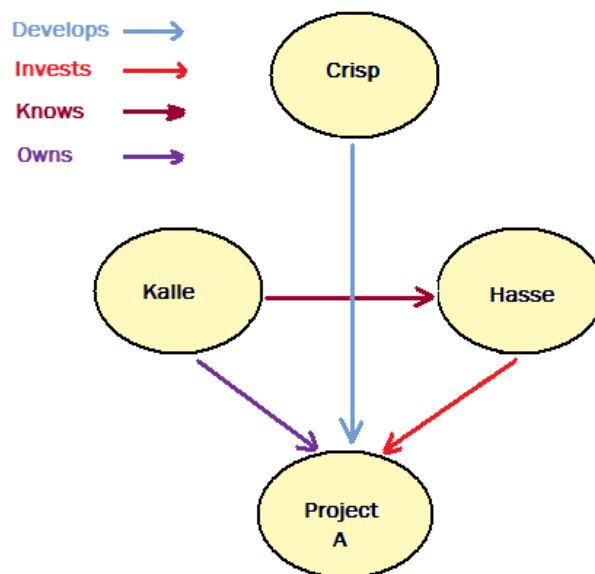 Develops
Invests
Knows
Owns
Crisp
Kalle
Hasse
Project
A